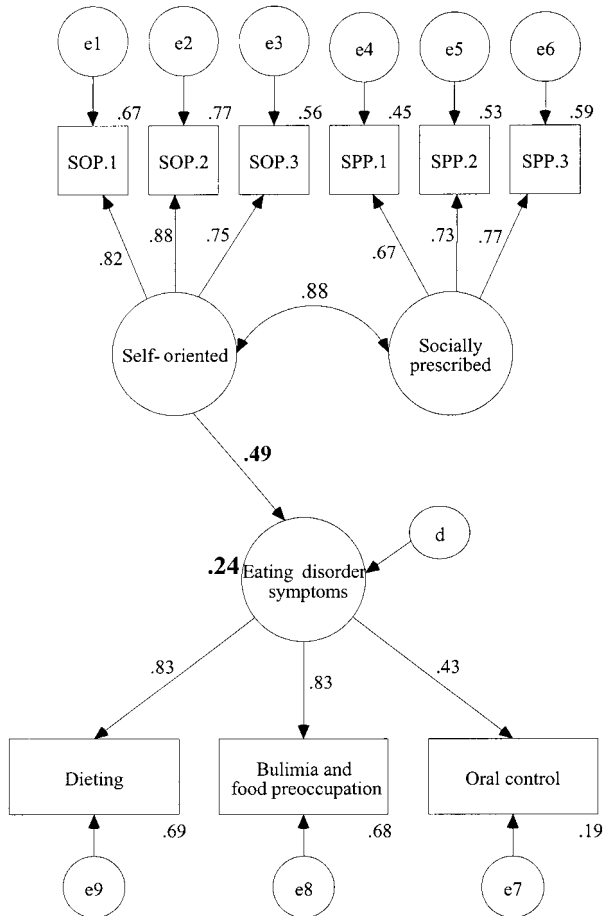 e1 e2 e3 e4 e5 e6
.67 .77 .56 .45 .53 .59
SOP.1 SOP.2 SOP.3 SPP.1 SPP.2 SPP.3
.82 .88 .75 .67 .73 .77
.88
Self- oriented
Socially
prescribed
.49
d
.24 Eating disorder
symptoms
.83 .83 .43
Dieting
Bulimia and
food preoccupation
Oral control
.69 .68 .19
e9 e8 e7